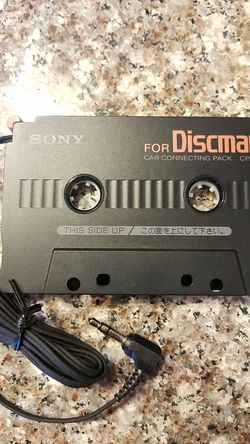 SONY
FOR Discma
CAR CONNECTING PACK CP
THIS SIDE UP / この面を上にして下さい。